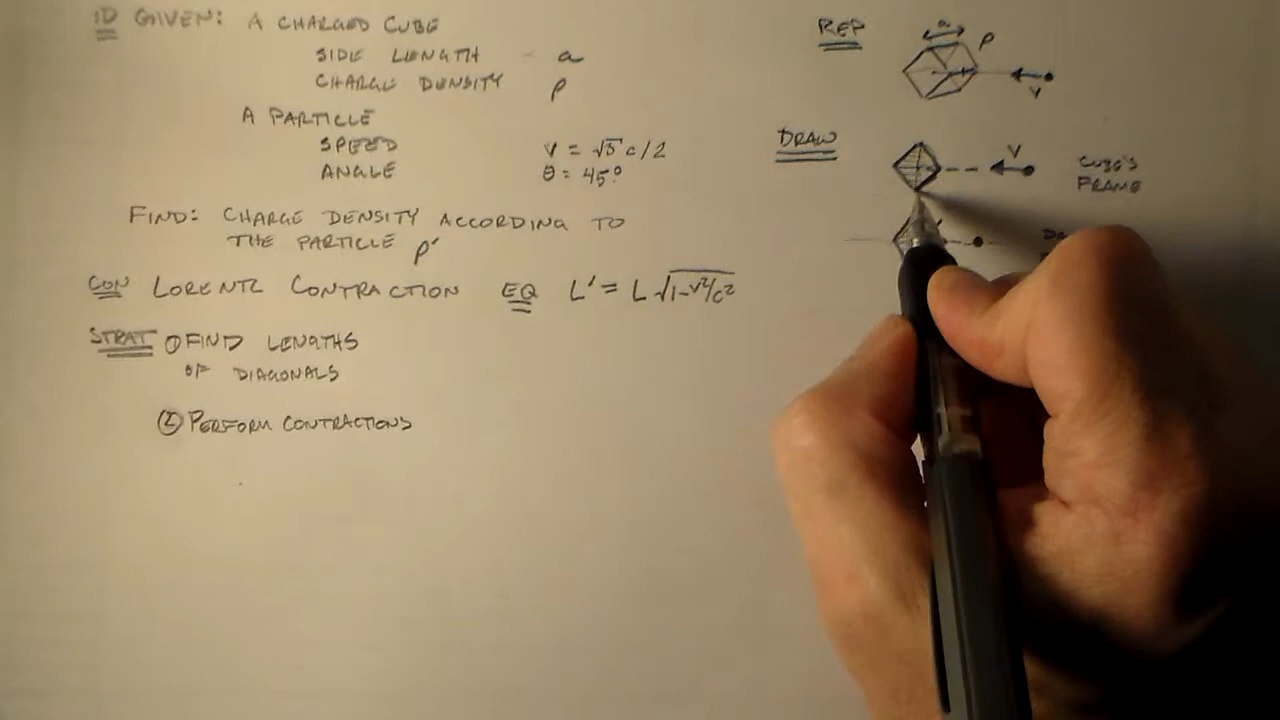 ID GIVEN: A CHARGED CUBE
SIDE LENGTH - a
CHARGE DENSITY ρ
A PARTICLE
SPEED V = √3 c/2
ANGLE θ = 45°
FIND: CHARGE DENSITY ACCORDING TO
THE PARTICLE ρ'
CON LORENTZ CONTRACTION EQ L' = L √1-V²/c²
STRAT ① FIND LENGTHS
OF DIAGONALS
② PERFORM CONTRACTIONS
REP
a
ρ
V
DRAW
V
CUBE'S
FRAME